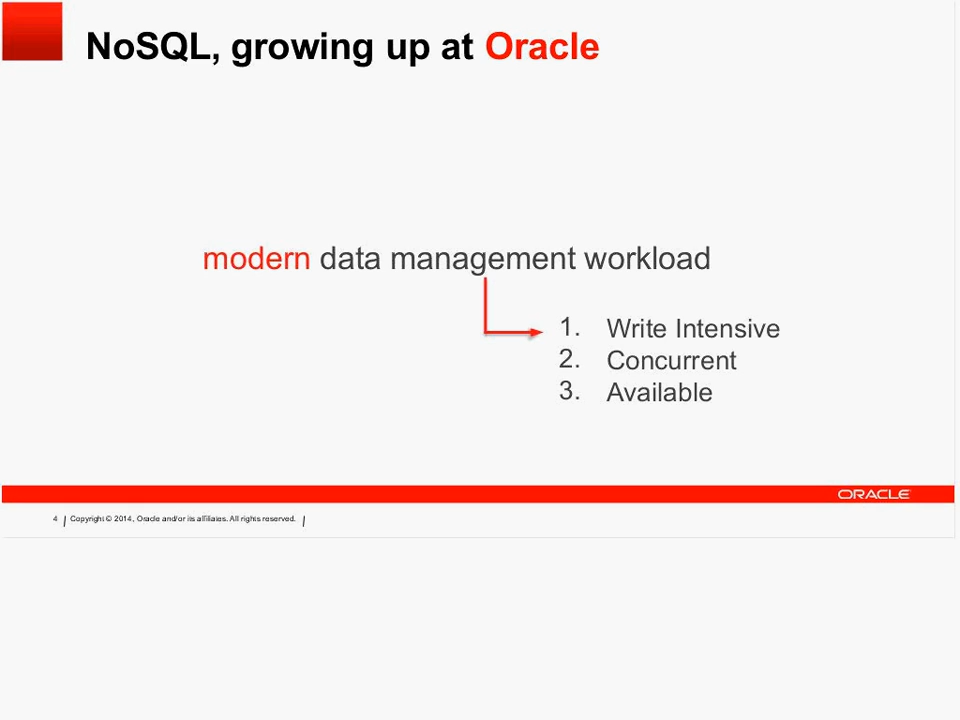 NoSQL, growing up at Oracle
modern data management workload
1. Write Intensive
2. Concurrent
3. Available
ORACLE
4 | Copyright © 2014, Oracle and/or its affiliates. All rights reserved. |